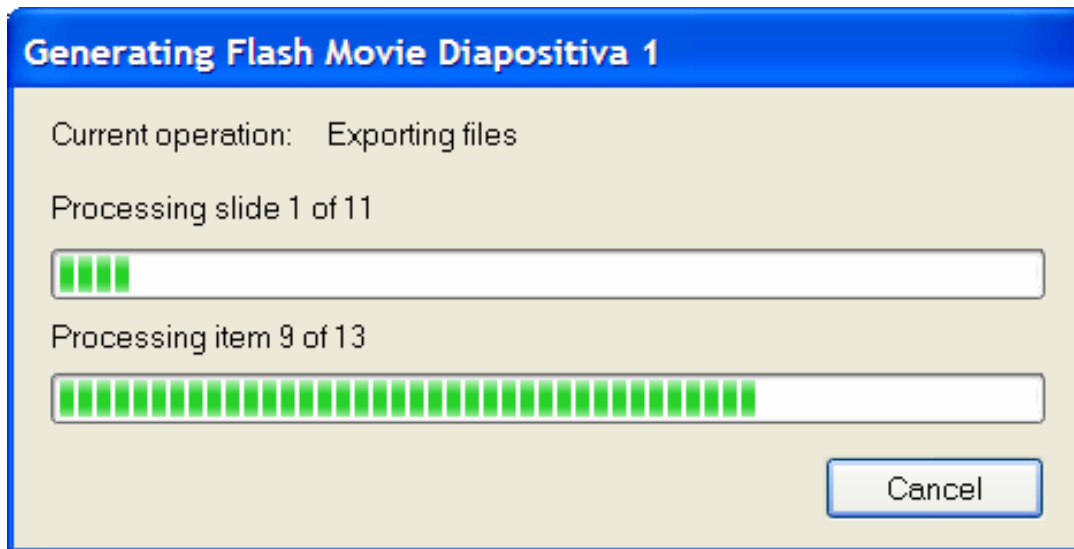 Generating Flash Movie Diapositiva 1
Current operation: Exporting files
Processing slide 1 of 11
Processing item 9 of 13
Cancel